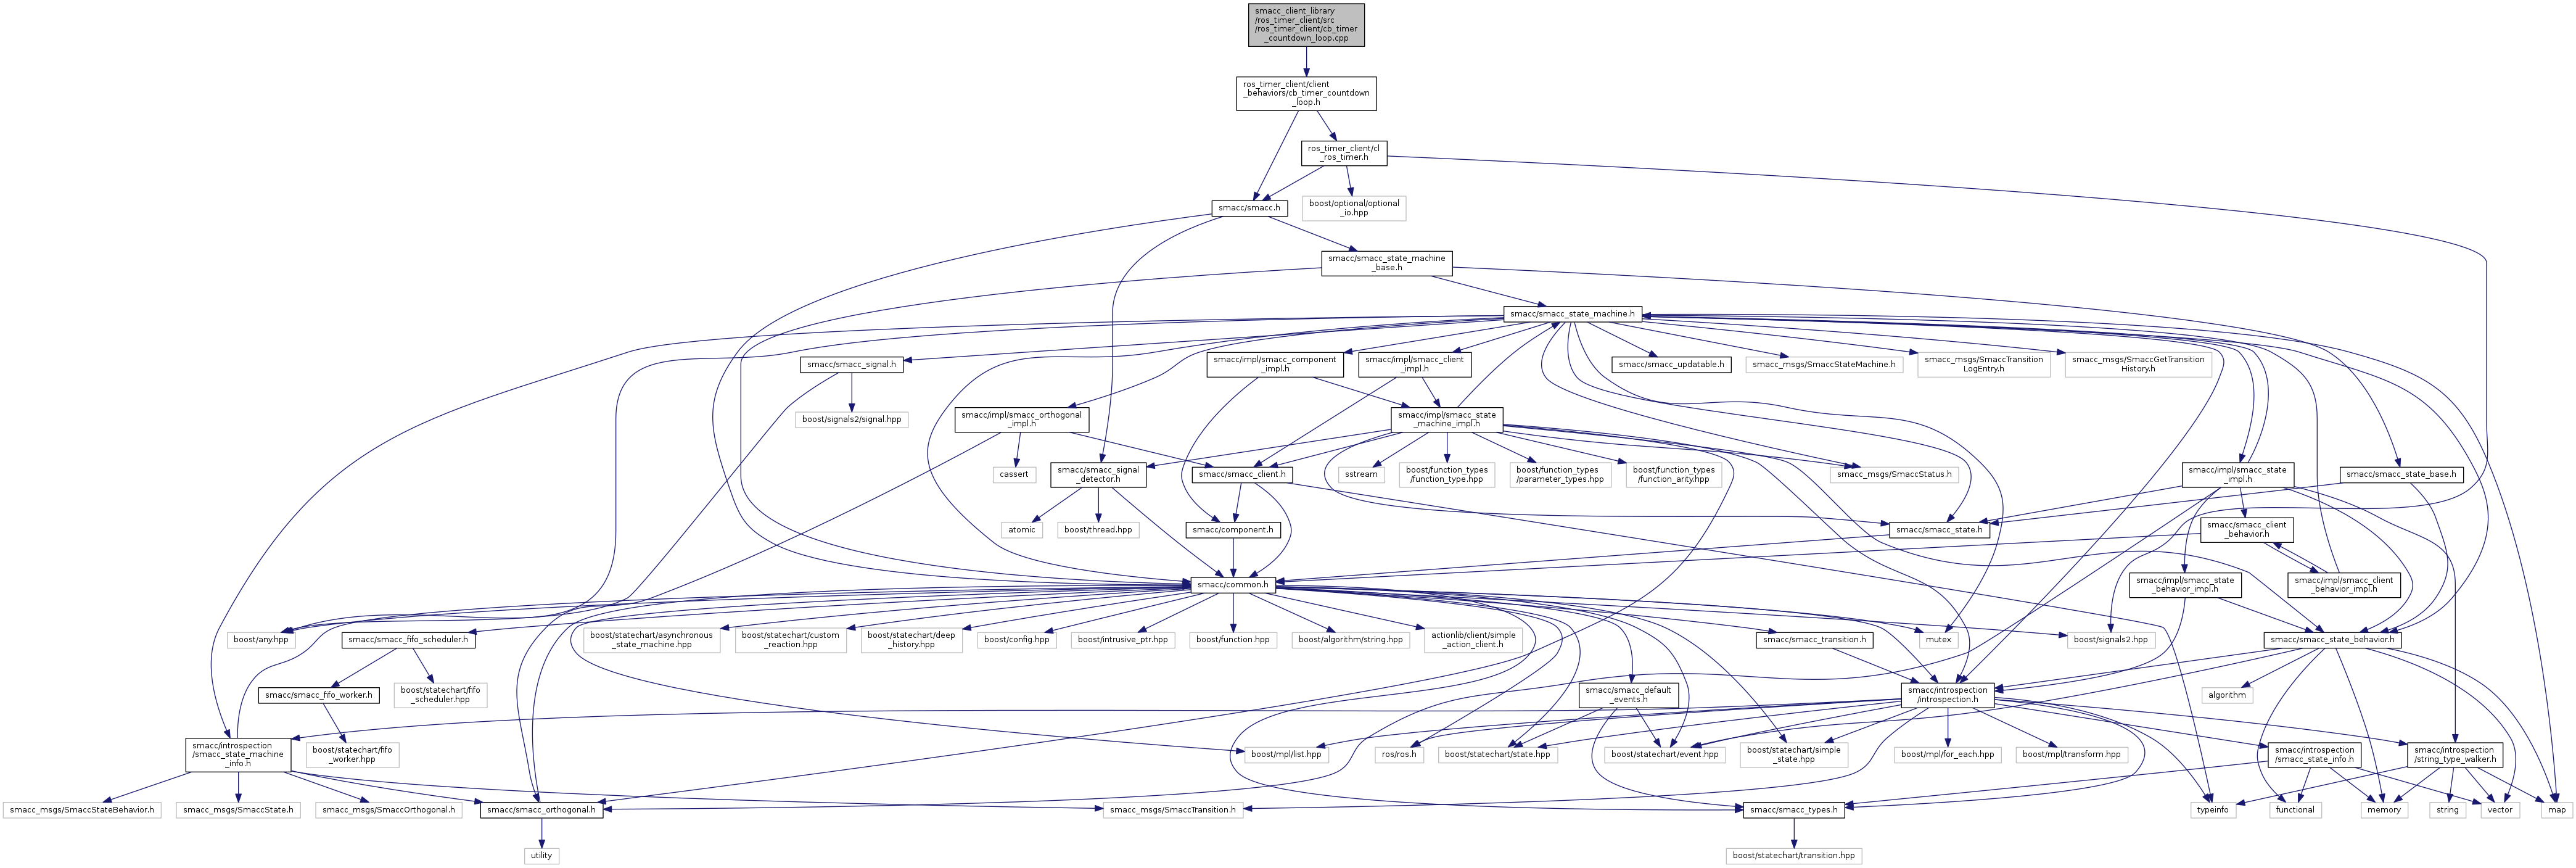 smacc_client_library
/ros_timer_client/src
/ros_timer_client/cb_timer
_countdown_loop.cpp
ros_timer_client/client
_behaviors/cb_timer_countdown
_loop.h
ros_timer_client/cl
_ros_timer.h
smacc/smacc.h
boost/optional/optional
_io.hpp
smacc/smacc_state_machine
_base.h
smacc/smacc_state_machine.h
smacc/smacc_signal.h
smacc/impl/smacc_component
_impl.h
smacc/impl/smacc_client
_impl.h
smacc/smacc_updatable.h
smacc_msgs/SmaccStateMachine.h
smacc_msgs/SmaccTransition
LogEntry.h
smacc_msgs/SmaccGetTransition
History.h
boost/signals2/signal.hpp
smacc/impl/smacc_orthogonal
_impl.h
smacc/impl/smacc_state
_machine_impl.h
cassert
smacc/smacc_signal
_detector.h
smacc/smacc_client.h
sstream
boost/function_types
/function_type.hpp
boost/function_types
/parameter_types.hpp
boost/function_types
/function_arity.hpp
smacc_msgs/SmaccStatus.h
smacc/impl/smacc_state
_impl.h
smacc/smacc_state_base.h
atomic
boost/thread.hpp
smacc/component.h
smacc/smacc_state.h
smacc/smacc_client
_behavior.h
smacc/common.h
smacc/impl/smacc_state
_behavior_impl.h
smacc/impl/smacc_client
_behavior_impl.h
boost/any.hpp
smacc/smacc_fifo_scheduler.h
boost/statechart/asynchronous
_state_machine.hpp
boost/statechart/custom
_reaction.hpp
boost/statechart/deep
_history.hpp
boost/config.hpp
boost/intrusive_ptr.hpp
boost/function.hpp
boost/algorithm/string.hpp
actionlib/client/simple
_action_client.h
smacc/smacc_transition.h
mutex
boost/signals2.hpp
smacc/smacc_state_behavior.h
smacc/smacc_fifo_worker.h
boost/statechart/fifo
_scheduler.hpp
smacc/smacc_default
_events.h
smacc/introspection
/introspection.h
algorithm
smacc/introspection
/smacc_state_machine
_info.h
boost/statechart/fifo
_worker.hpp
boost/mpl/list.hpp
ros/ros.h
boost/statechart/state.hpp
boost/statechart/event.hpp
boost/statechart/simple
_state.hpp
boost/mpl/for_each.hpp
boost/mpl/transform.hpp
smacc/introspection
/smacc_state_info.h
smacc/introspection
/string_type_walker.h
smacc_msgs/SmaccStateBehavior.h
smacc_msgs/SmaccState.h
smacc_msgs/SmaccOrthogonal.h
smacc/smacc_orthogonal.h
smacc_msgs/SmaccTransition.h
smacc/smacc_types.h
typeinfo
functional
memory
string
vector
map
utility
boost/statechart/transition.hpp